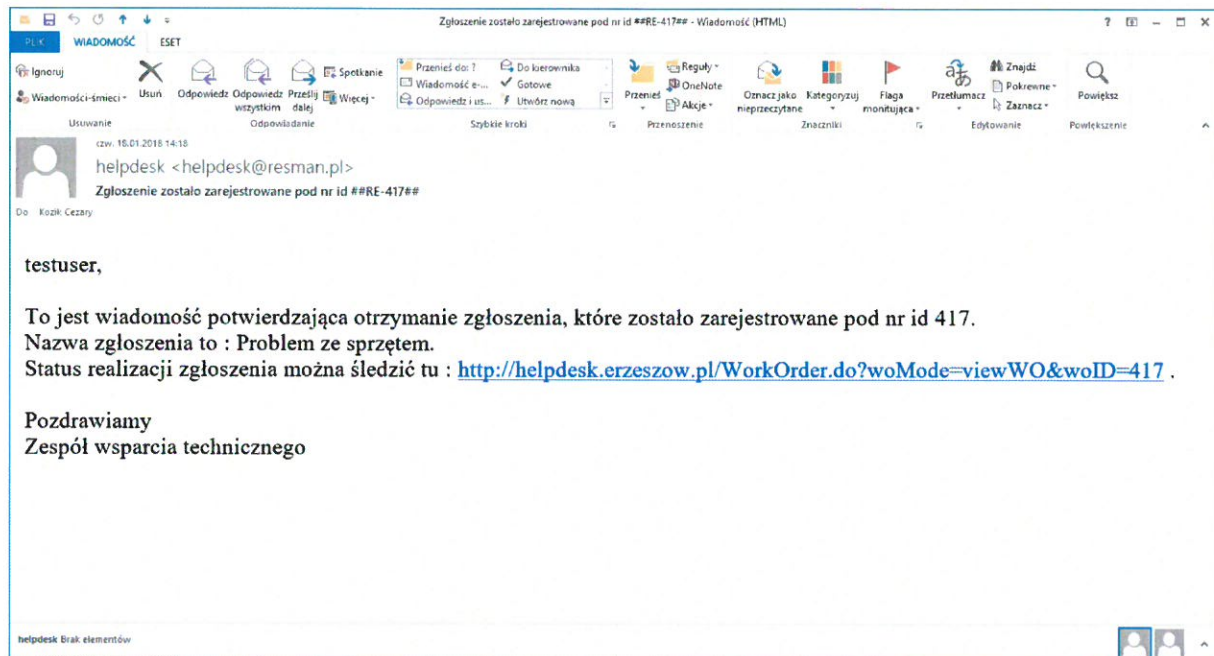 Zgłoszenie zostało zarejestrowane pod nr id ##RE-417## - Wiadomość (HTML)
PLIK WIADOMOŚĆ ESET
Ignoruj
Wiadomości-śmieci
Usuń
Odpowiedz Odpowiedz wszystkim Prześlij dalej
Spotkanie
Więcej
Przenieś do: ? Do kierownika
Wiadomość e-... Gotowe
Odpowiedz i us... Utwórz nową
Przenieś
Reguły
OneNote
Akcje
Oznacz jako nieprzeczytane
Kategoryzuj
Flaga monitująca
Przetłumacz
Znajdź
Pokrewne
Zaznacz
Powiększ
Usuwanie Odpowiadanie Szybkie kroki Przenoszenie Znaczniki Edytowanie Powiększenie
czw. 18.01.2018 14:18
helpdesk <helpdesk@resman.pl>
Zgłoszenie zostało zarejestrowane pod nr id ##RE-417##
Do Kozik Cezary
testuser,
To jest wiadomość potwierdzająca otrzymanie zgłoszenia, które zostało zarejestrowane pod nr id 417.
Nazwa zgłoszenia to : Problem ze sprzętem.
Status realizacji zgłoszenia można śledzić tu : http://helpdesk.erzeszow.pl/WorkOrder.do?woMode=viewWO&woID=417 .
Pozdrawiamy
Zespół wsparcia technicznego
helpdesk Brak elementów